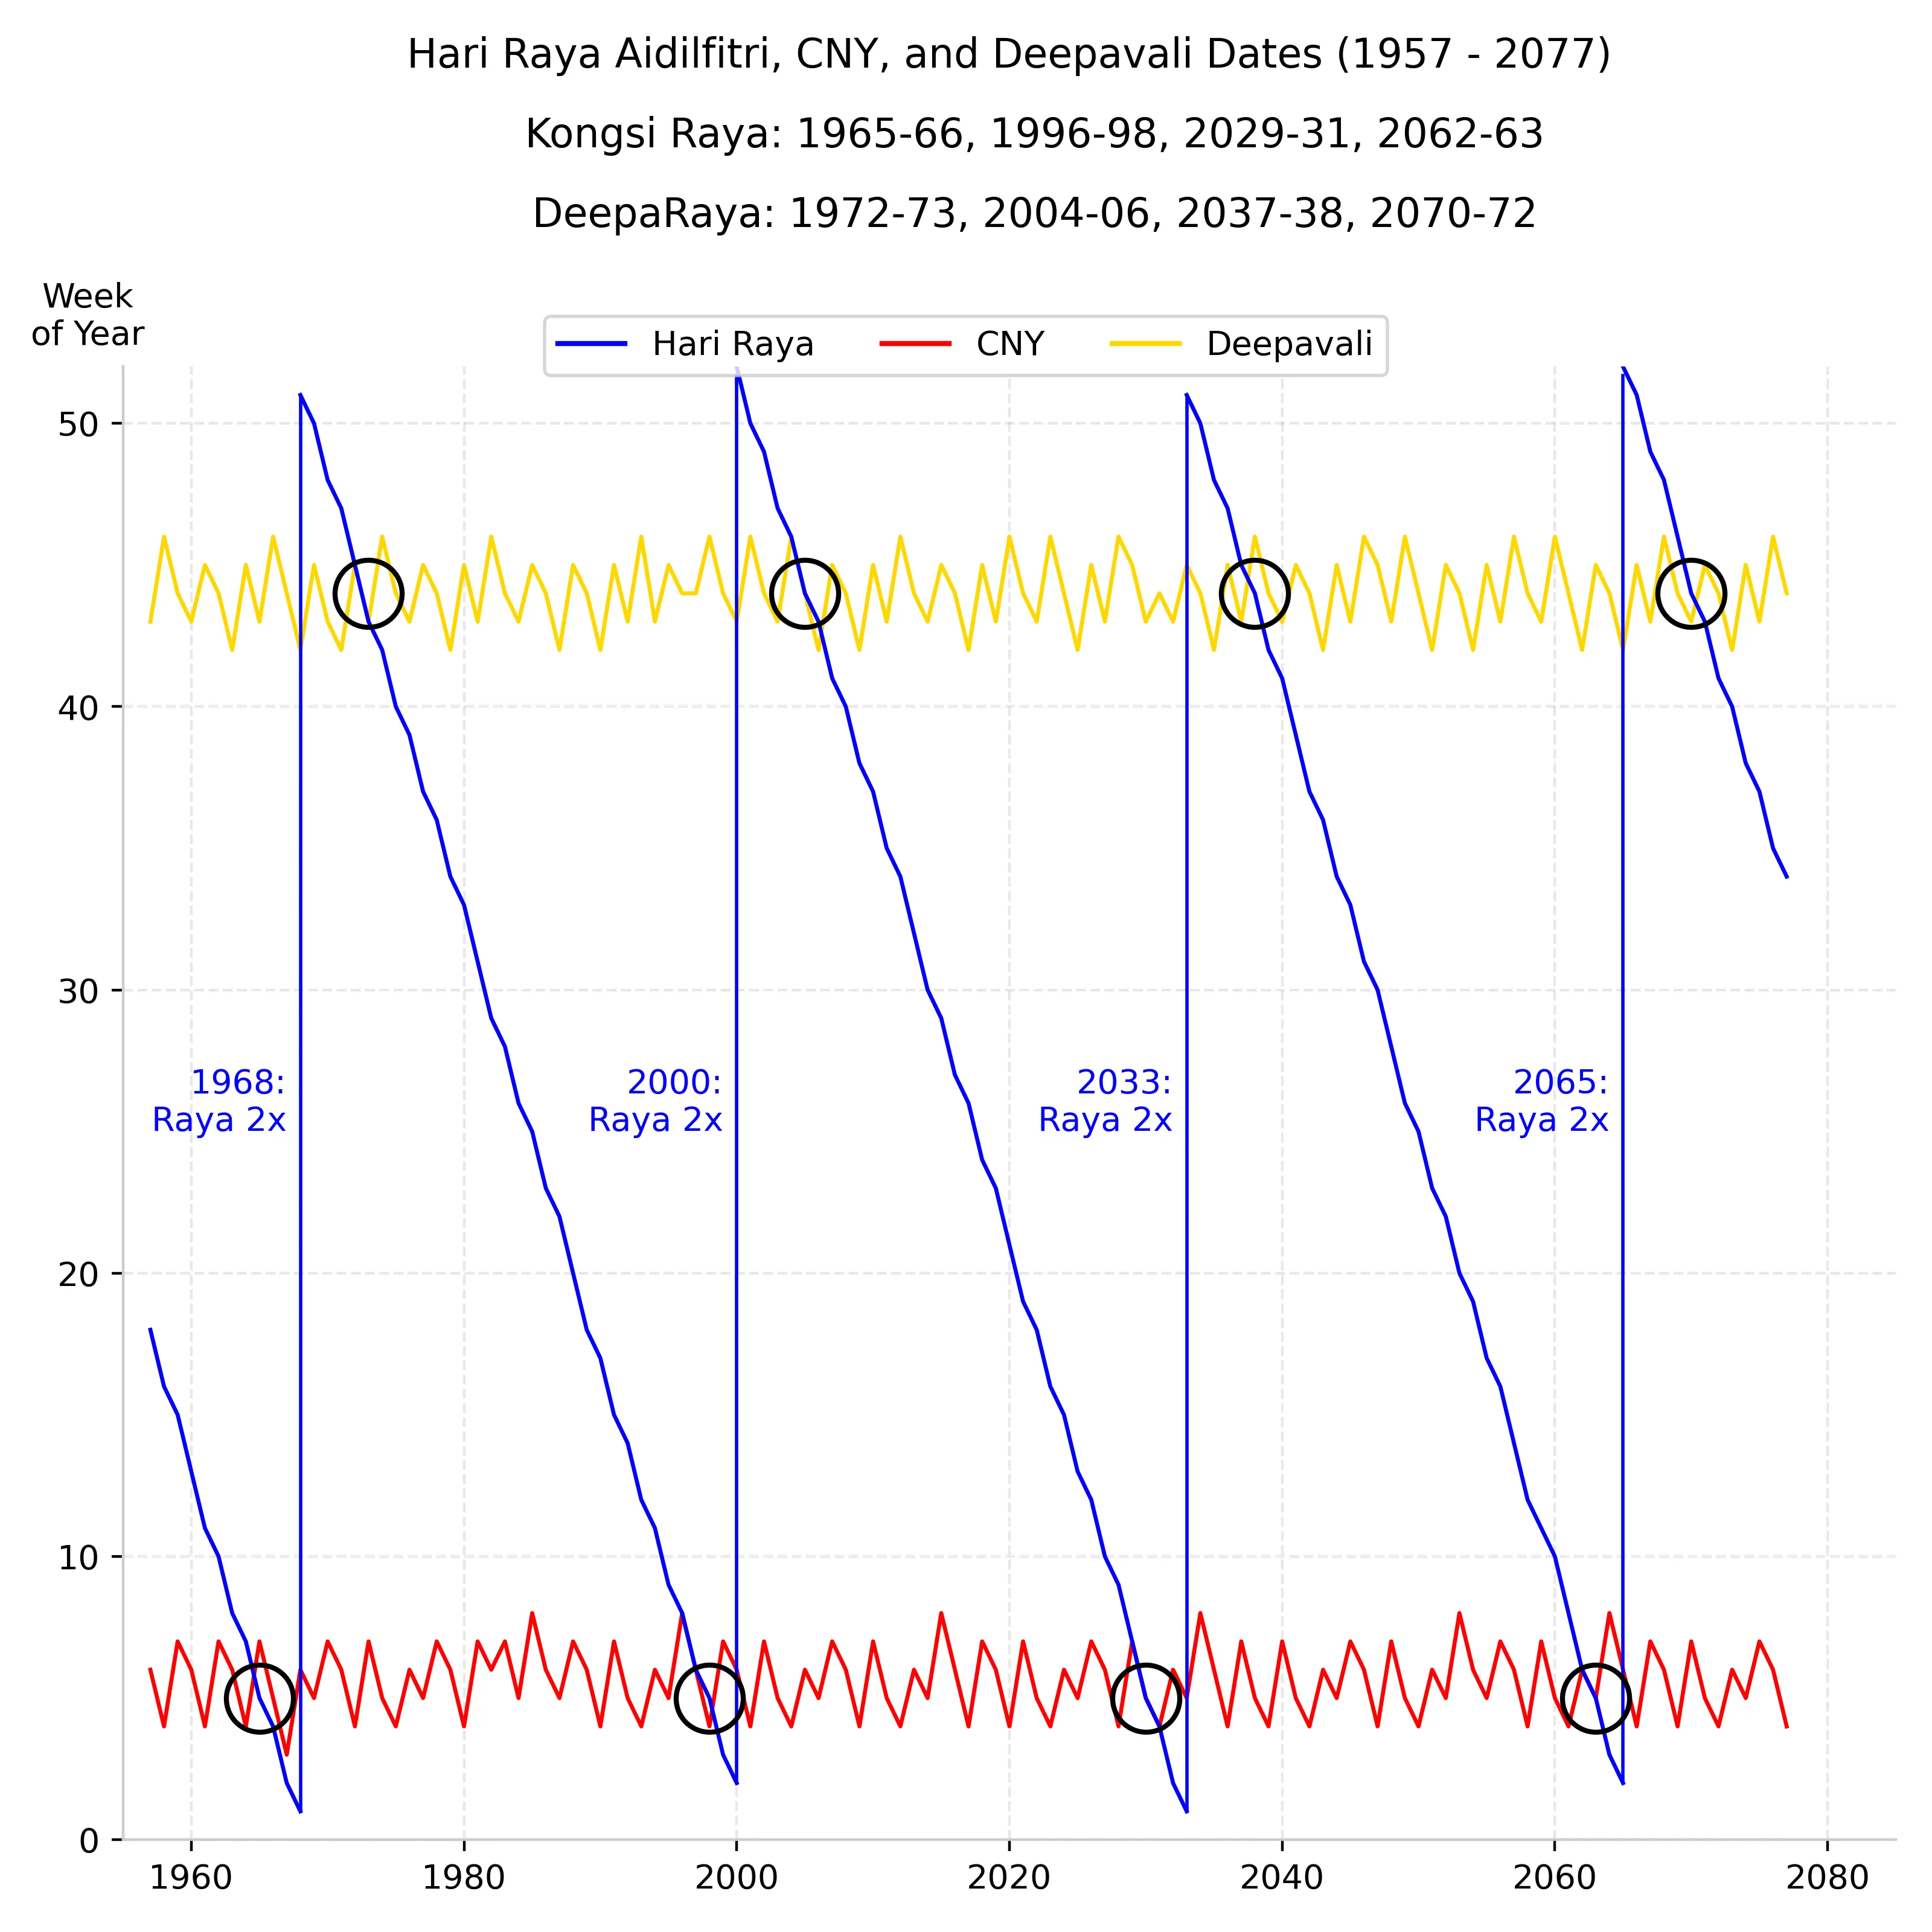 Hari Raya Aidilfitri, CNY, and Deepavali Dates (1957 - 2077)
Kongsi Raya: 1965-66, 1996-98, 2029-31, 2062-63
DeepaRaya: 1972-73, 2004-06, 2037-38, 2070-72
Week
of Year
Hari Raya
CNY
Deepavali
50
40
30
1968:
Raya 2x
2000:
Raya 2x
2033:
Raya 2x
2065:
Raya 2x
20
10
0
1960
1980
2000
2020
2040
2060
2080